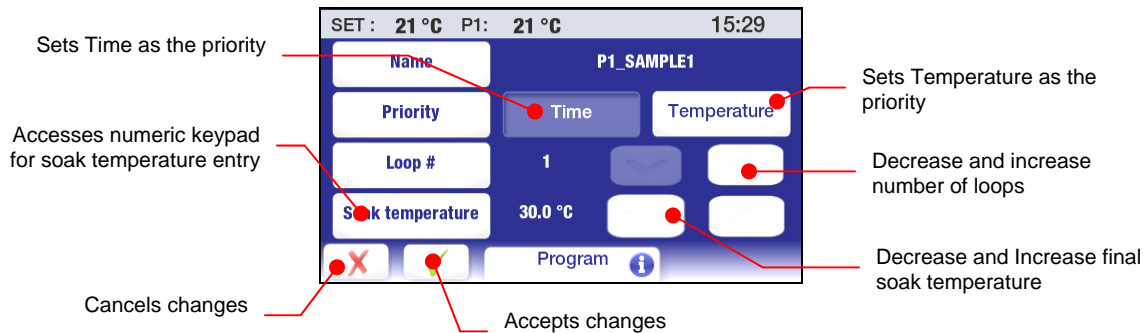 SET : 21 °C P1: 21 °C 15:29
Sets Time as the priority
Name P1_SAMPLE1
Sets Temperature as the
priority
Priority Time Temperature
Accesses numeric keypad
for soak temperature entry
Loop # 1
Decrease and increase
number of loops
Soak temperature 30.0 °C
Decrease and Increase final
soak temperature
Program i
Cancels changes
Accepts changes